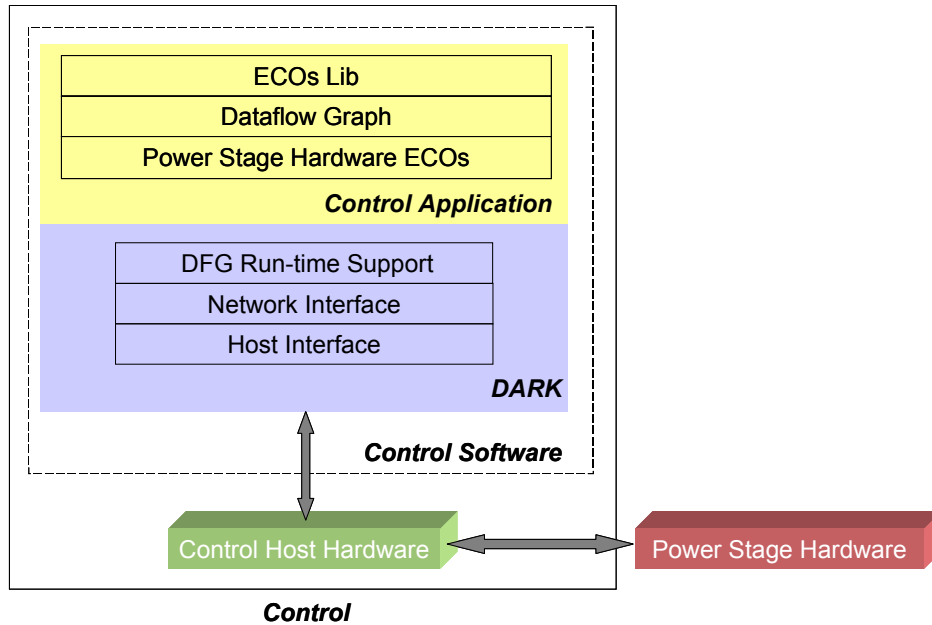 ECOs Lib
Dataflow Graph
Power Stage Hardware ECOs
Control Application
DFG Run-time Support
Network Interface
Host Interface
DARK
Control Software
Control Host Hardware
Power Stage Hardware
Control